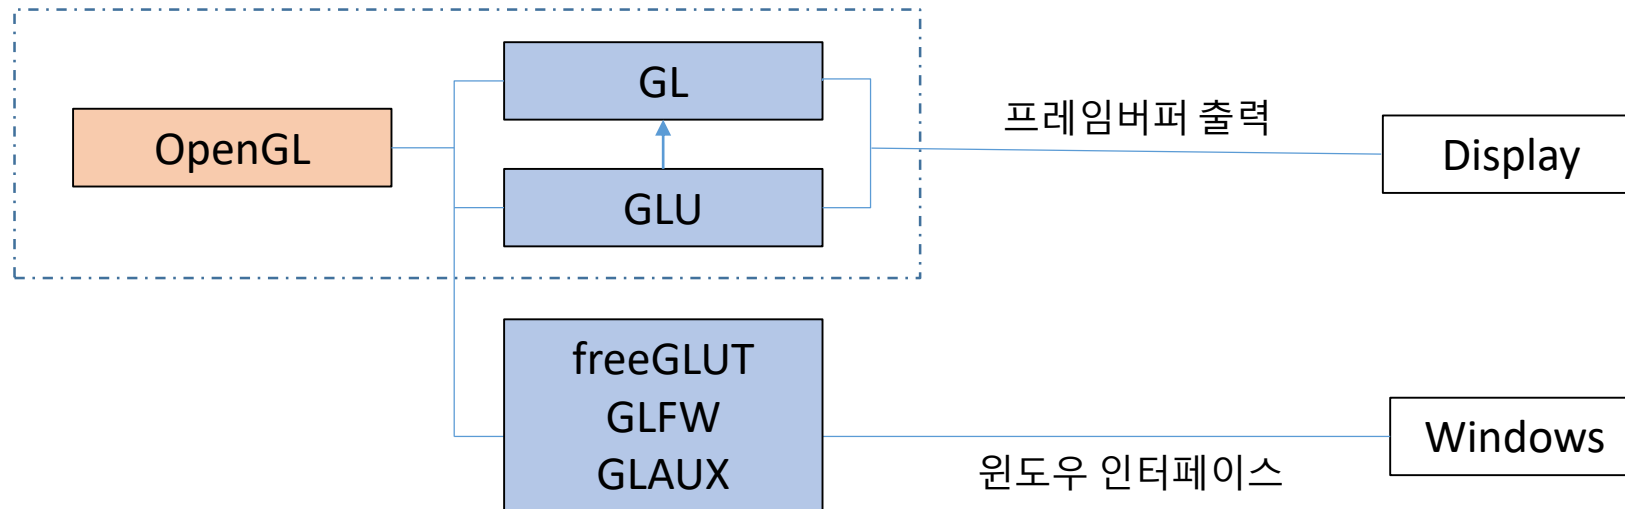 GL
프레임버퍼 출력
OpenGL
Display
GLU
freeGLUT
GLFW
GLAUX
Windows
윈도우 인터페이스